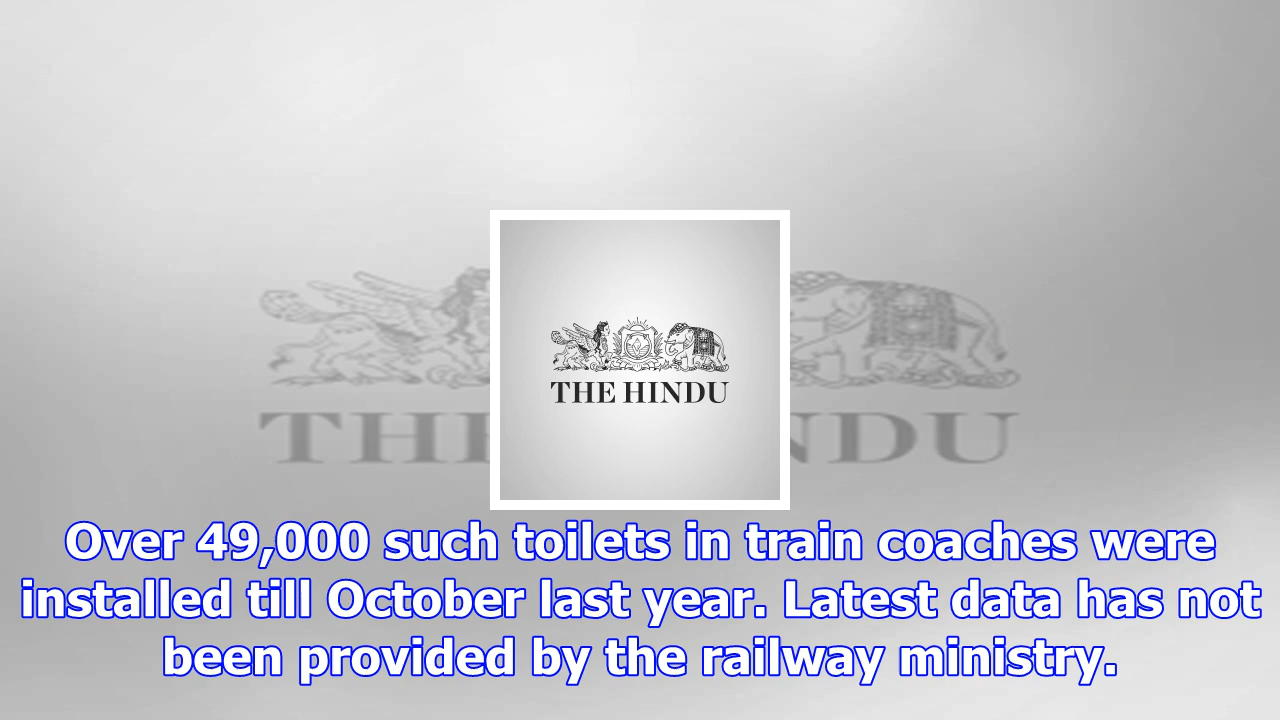 THE HINDU
Over 49,000 such toilets in train coaches were
installed till October last year. Latest data has not
been provided by the railway ministry.